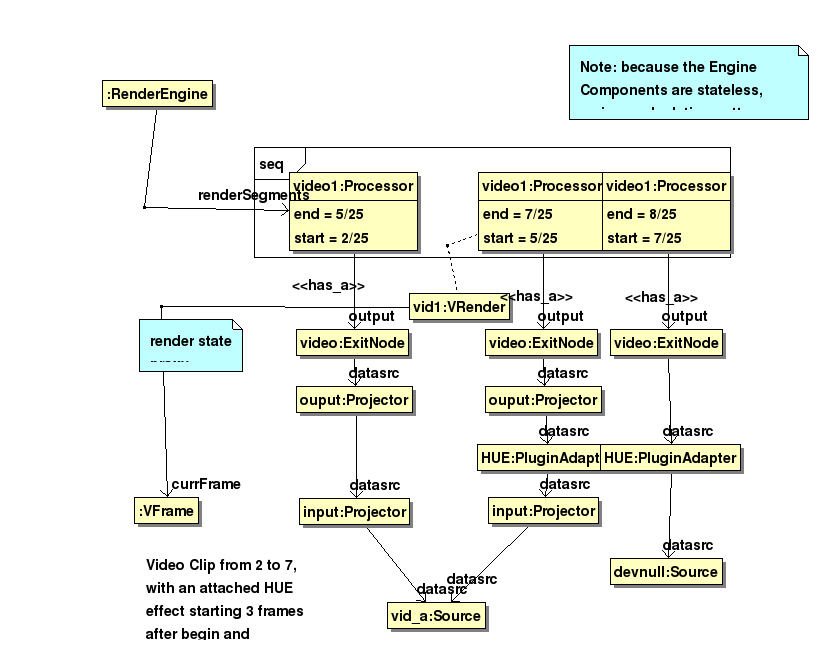 Note: because the Engine
Components are stateless,
:RenderEngine
seq
renderSegments
video1:Processor
end = 5/25
start = 2/25
video1:Processor
end = 7/25
start = 5/25
video1:Processor
end = 8/25
start = 7/25
<<has_a>>
<<has_a>>
<<has_a>>
vid1:VRender
output
output
output
render state
video:ExitNode
video:ExitNode
video:ExitNode
datasrc
datasrc
ouput:Projector
ouput:Projector
datasrc
datasrc
HUE:PluginAdapt
HUE:PluginAdapter
currFrame
datasrc
datasrc
:VFrame
input:Projector
input:Projector
datasrc
Video Clip from 2 to 7,
with an attached HUE
effect starting 3 frames
after begin and
devnull:Source
datasrc
datasrc
vid_a:Source